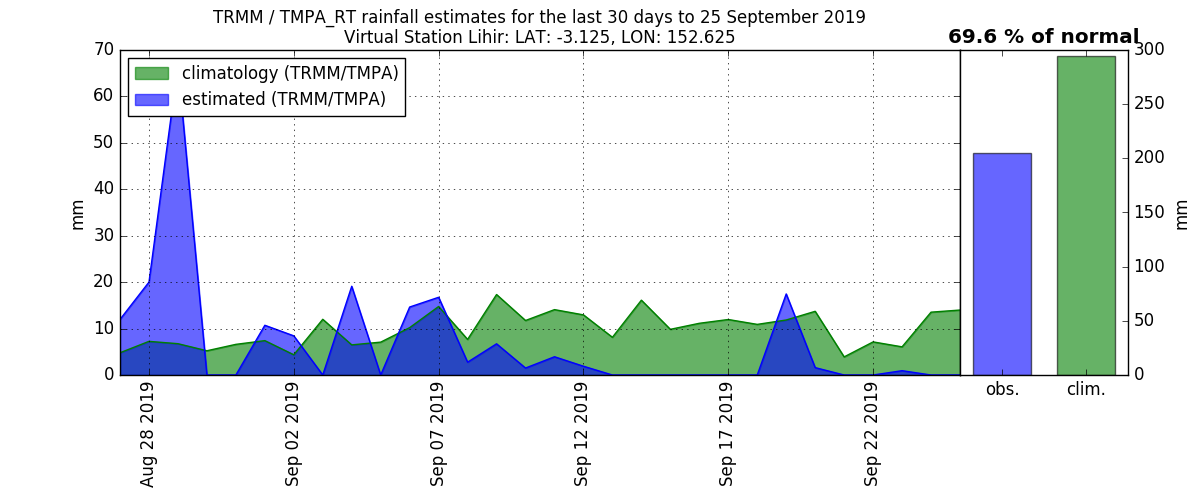 TRMM / TMPA_RT rainfall estimates for the last 30 days to 25 September 2019
Virtual Station Lihir: LAT: -3.125, LON: 152.625
69.6 % of normal
climatology (TRMM/TMPA)
estimated (TRMM/TMPA)
mm
70
60
50
40
30
20
10
0
Aug 28 2019
Sep 02 2019
Sep 07 2019
Sep 12 2019
Sep 17 2019
Sep 22 2019
obs.
clim.
300
250
200
150
100
50
0
mm